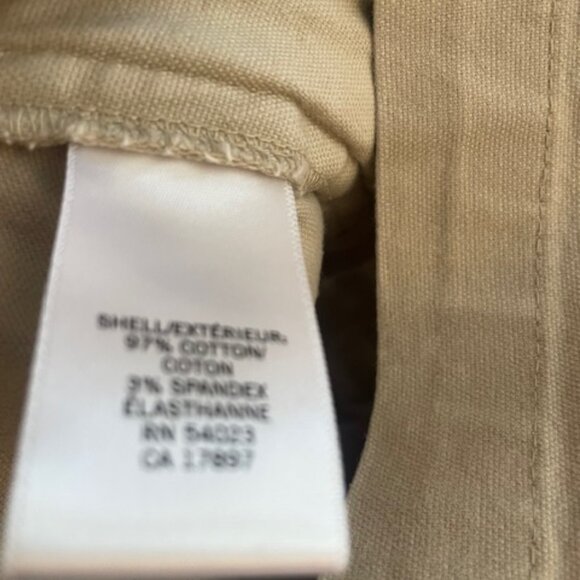 SHELL/EXTÉRIEUR,
97% COTTON/
COTON
3% SPANDEX
ÉLASTHANNE
RN 54023
CA 17897